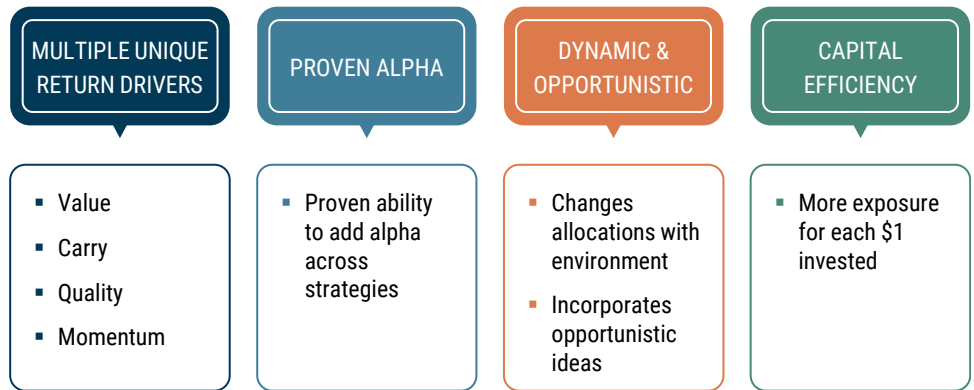 MULTIPLE UNIQUE
RETURN DRIVERS
▪ Value
▪ Carry
▪ Quality
▪ Momentum
PROVEN ALPHA
▪ Proven ability
to add alpha
across
strategies
DYNAMIC &
OPPORTUNISTIC
▪ Changes
allocations with
environment
▪ Incorporates
opportunistic
ideas
CAPITAL
EFFICIENCY
▪ More exposure
for each $1
invested